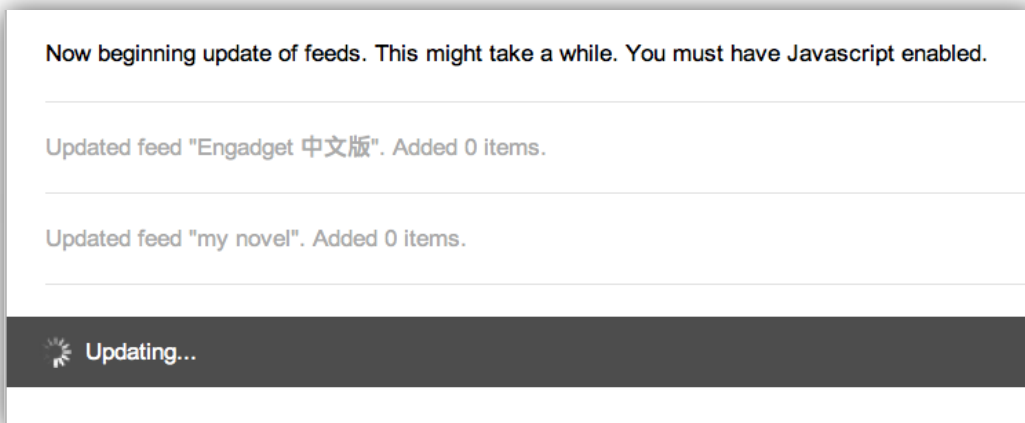 Now beginning update of feeds. This might take a while. You must have Javascript enabled.
Updated feed "Engadget 中文版". Added 0 items.
Updated feed "my novel". Added 0 items.
Updating...